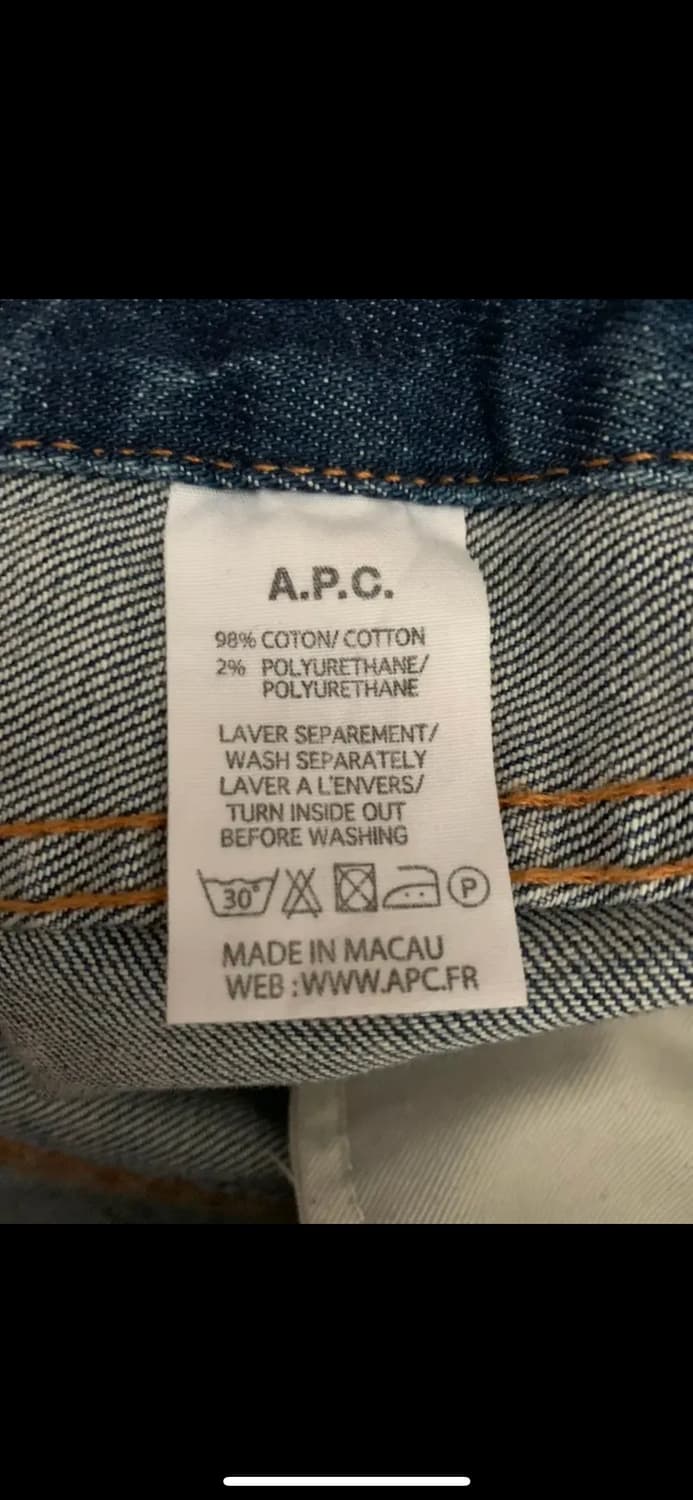 A.P.C.
98% COTON/ COTTON
2% POLYURETHANE/
POLYURETHANE
LAVER SEPAREMENT/
WASH SEPARATELY
LAVER A L'ENVERS/
TURN INSIDE OUT
BEFORE WASHING
30° P
MADE IN MACAU
WEB :WWW.APC.FR